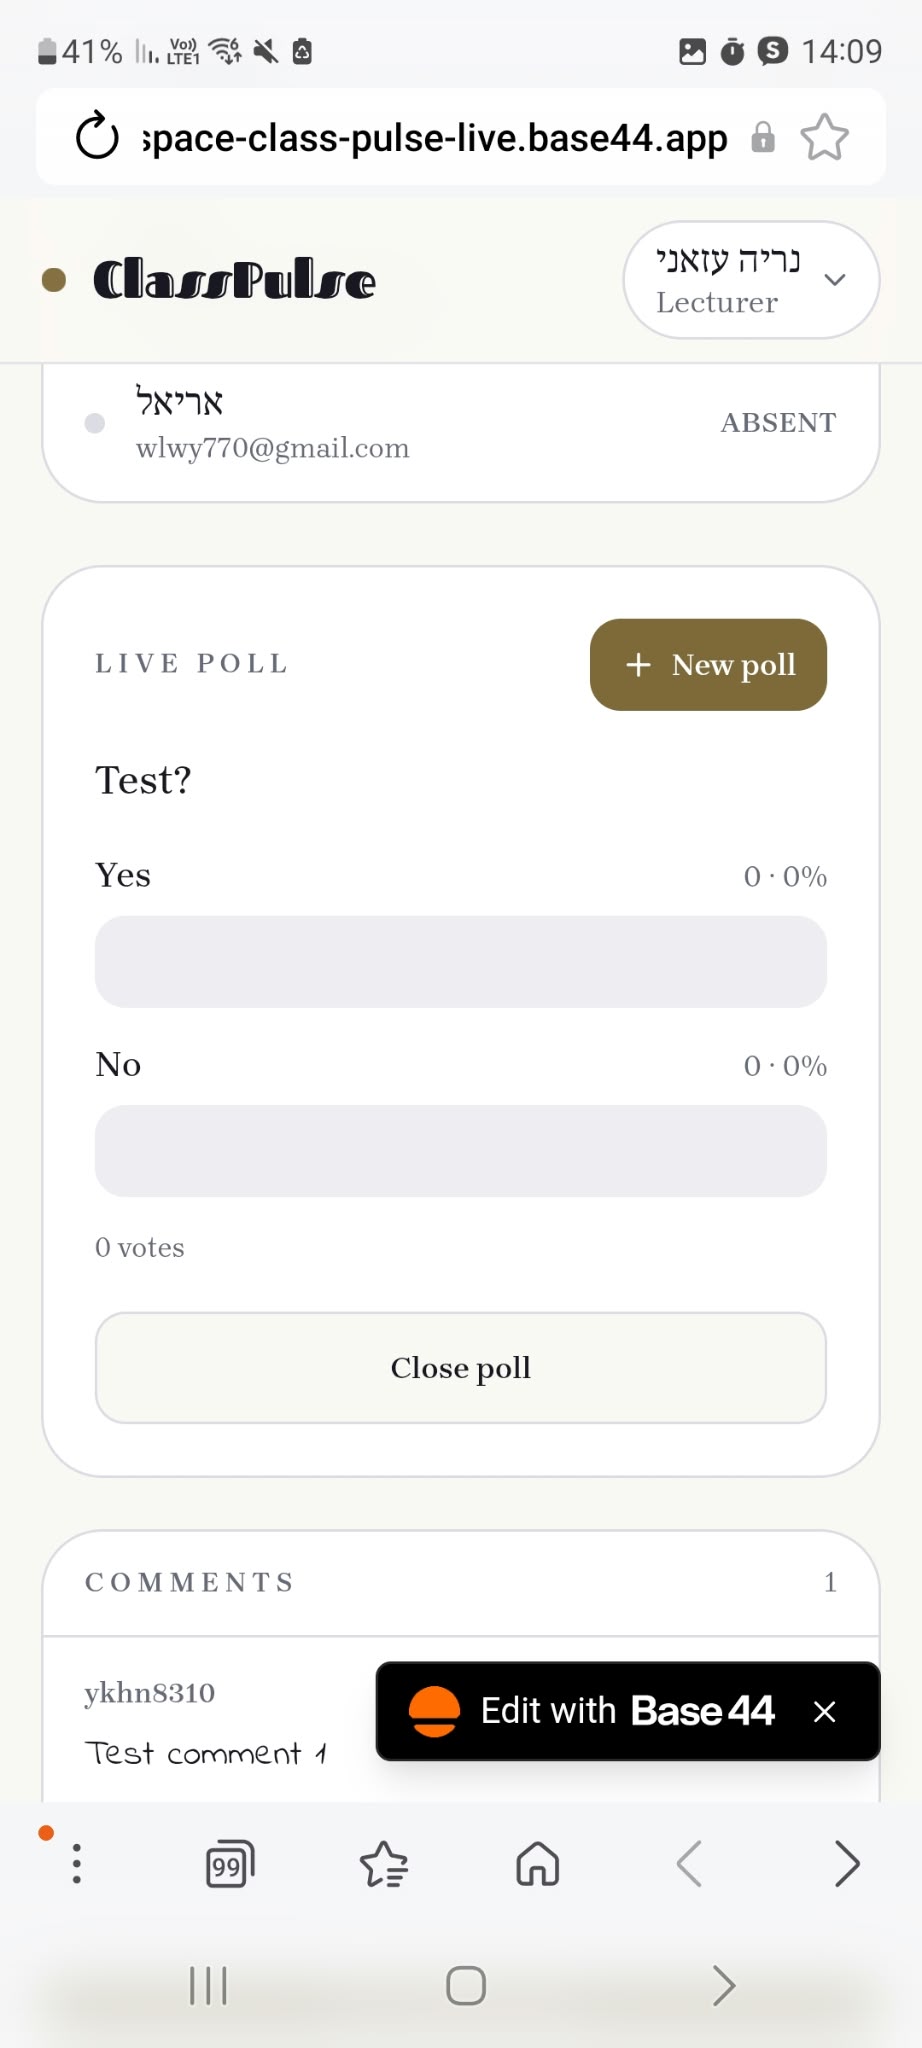 41%
Vo))
LTE1
14:09
space-class-pulse-live.base44.app
ClassPulse
נריה עזאני
Lecturer
אריאל
wlwy770@gmail.com
ABSENT
LIVE POLL
+ New poll
Test?
Yes
0 · 0%
No
0 · 0%
0 votes
Close poll
COMMENTS
1
ykhn8310
Test comment 1
Edit with Base44
99